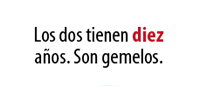 Los dos tienen diez
años. Son gemelos.